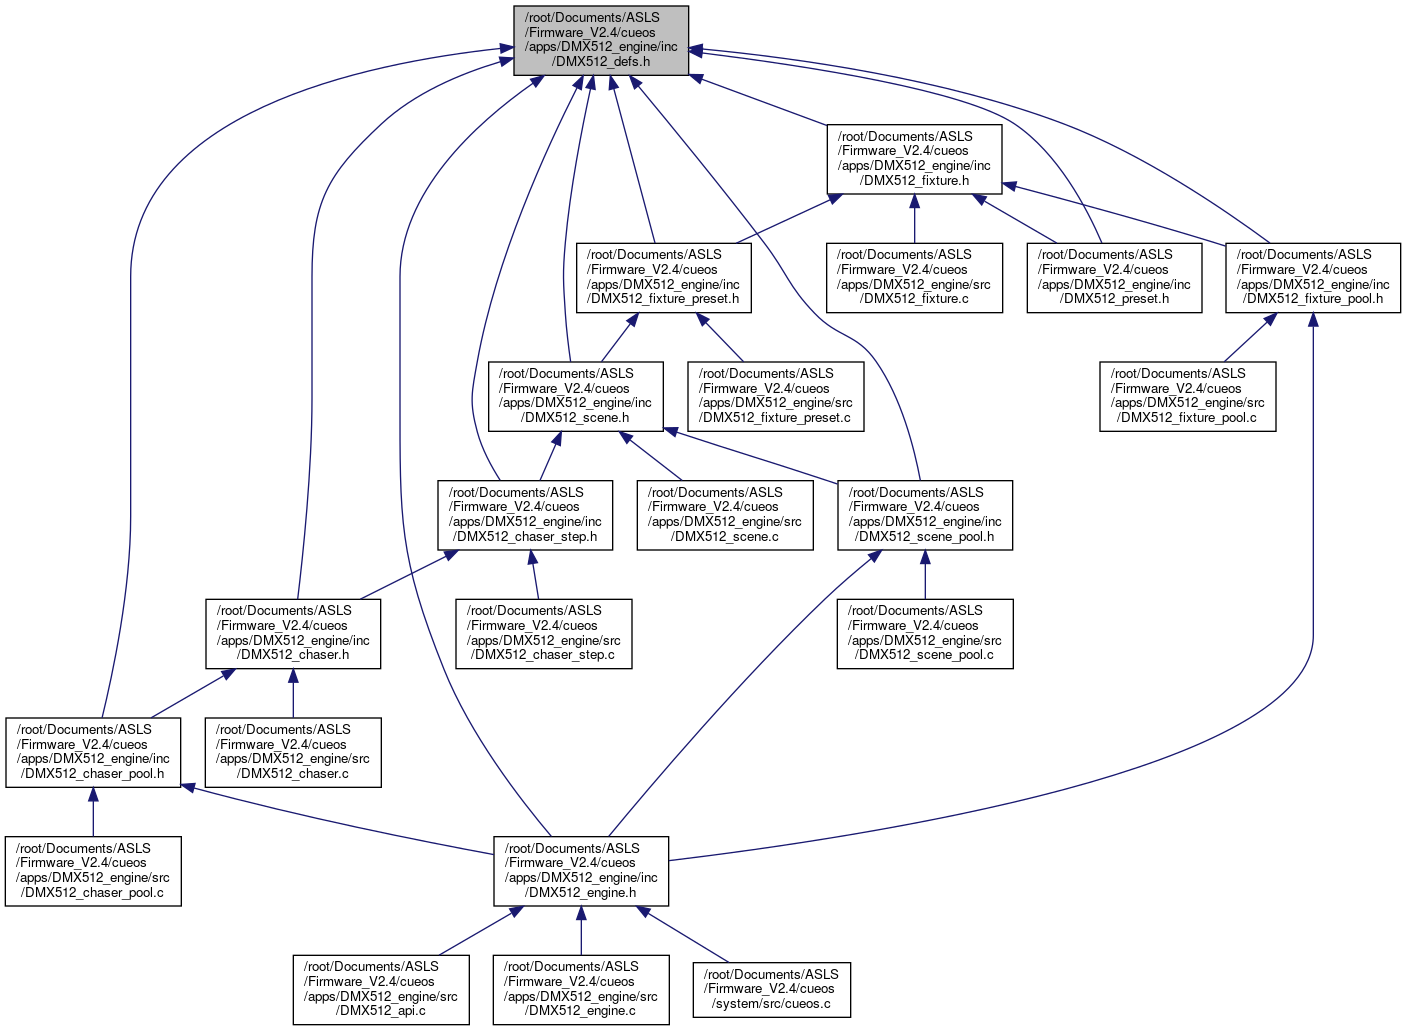 /root/Documents/ASLS
/Firmware_V2.4/cueos
/apps/DMX512_engine/inc
/DMX512_defs.h
/root/Documents/ASLS
/Firmware_V2.4/cueos
/apps/DMX512_engine/inc
/DMX512_fixture.h
/root/Documents/ASLS
/Firmware_V2.4/cueos
/apps/DMX512_engine/inc
/DMX512_fixture_preset.h
/root/Documents/ASLS
/Firmware_V2.4/cueos
/apps/DMX512_engine/src
/DMX512_fixture.c
/root/Documents/ASLS
/Firmware_V2.4/cueos
/apps/DMX512_engine/inc
/DMX512_preset.h
/root/Documents/ASLS
/Firmware_V2.4/cueos
/apps/DMX512_engine/inc
/DMX512_fixture_pool.h
/root/Documents/ASLS
/Firmware_V2.4/cueos
/apps/DMX512_engine/inc
/DMX512_scene.h
/root/Documents/ASLS
/Firmware_V2.4/cueos
/apps/DMX512_engine/src
/DMX512_fixture_preset.c
/root/Documents/ASLS
/Firmware_V2.4/cueos
/apps/DMX512_engine/src
/DMX512_fixture_pool.c
/root/Documents/ASLS
/Firmware_V2.4/cueos
/apps/DMX512_engine/inc
/DMX512_chaser_step.h
/root/Documents/ASLS
/Firmware_V2.4/cueos
/apps/DMX512_engine/src
/DMX512_scene.c
/root/Documents/ASLS
/Firmware_V2.4/cueos
/apps/DMX512_engine/inc
/DMX512_scene_pool.h
/root/Documents/ASLS
/Firmware_V2.4/cueos
/apps/DMX512_engine/inc
/DMX512_chaser.h
/root/Documents/ASLS
/Firmware_V2.4/cueos
/apps/DMX512_engine/src
/DMX512_chaser_step.c
/root/Documents/ASLS
/Firmware_V2.4/cueos
/apps/DMX512_engine/src
/DMX512_scene_pool.c
/root/Documents/ASLS
/Firmware_V2.4/cueos
/apps/DMX512_engine/inc
/DMX512_chaser_pool.h
/root/Documents/ASLS
/Firmware_V2.4/cueos
/apps/DMX512_engine/src
/DMX512_chaser.c
/root/Documents/ASLS
/Firmware_V2.4/cueos
/apps/DMX512_engine/src
/DMX512_chaser_pool.c
/root/Documents/ASLS
/Firmware_V2.4/cueos
/apps/DMX512_engine/inc
/DMX512_engine.h
/root/Documents/ASLS
/Firmware_V2.4/cueos
/apps/DMX512_engine/src
/DMX512_api.c
/root/Documents/ASLS
/Firmware_V2.4/cueos
/apps/DMX512_engine/src
/DMX512_engine.c
/root/Documents/ASLS
/Firmware_V2.4/cueos
/system/src/cueos.c